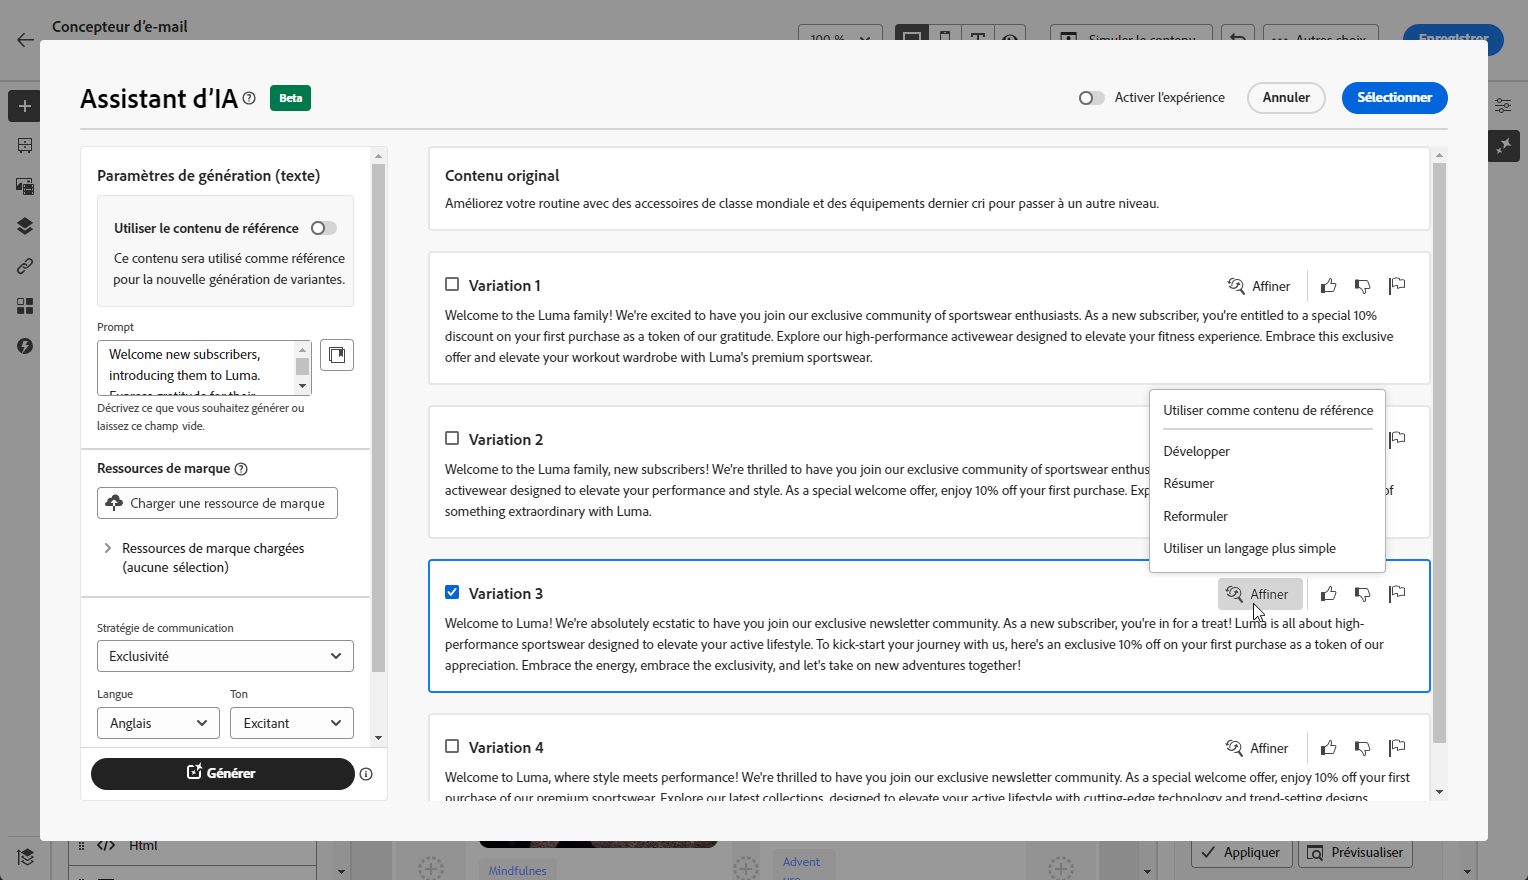 Concepteur d'e-mail
100 %
Simuler le contenu
Autres choix
Enregistrer
Assistant d'IA
Beta
Activer l'expérience
Annuler
Sélectionner
Paramètres de génération (texte)
Utiliser le contenu de référence
Ce contenu sera utilisé comme référence
pour la nouvelle génération de variantes.
Prompt
Welcome new subscribers,
introducing them to Luma.
Express gratitude for their
Décrivez ce que vous souhaitez générer ou
laissez ce champ vide.
Ressources de marque
Charger une ressource de marque
Ressources de marque chargées
(aucune sélection)
Stratégie de communication
Exclusivité
Langue
Ton
Anglais
Excitant
Générer
Contenu original
Améliorez votre routine avec des accessoires de classe mondiale et des équipements dernier cri pour passer à un autre niveau.
Variation 1
Affiner
Welcome to the Luma family! We're excited to have you join our exclusive community of sportswear enthusiasts. As a new subscriber, you're entitled to a special 10%
discount on your first purchase as a token of our gratitude. Explore our high-performance activewear designed to elevate your fitness experience. Embrace this exclusive
offer and elevate your workout wardrobe with Luma's premium sportswear.
Variation 2
Welcome to the Luma family, new subscribers! We're thrilled to have you join our exclusive community of sportswear enthus
activewear designed to elevate your performance and style. As a special welcome offer, enjoy 10% off your first purchase. Exp
of
something extraordinary with Luma.
Utiliser comme contenu de référence
Développer
Résumer
Reformuler
Utiliser un langage plus simple
Variation 3
Affiner
Welcome to Luma! We're absolutely ecstatic to have you join our exclusive newsletter community. As a new subscriber, you're in for a treat! Luma is all about high-
performance sportswear designed to elevate your active lifestyle. To kick-start your journey with us, here's an exclusive 10% off on your first purchase as a token of our
appreciation. Embrace the energy, embrace the exclusivity, and let's take on new adventures together!
Variation 4
Affiner
Welcome to Luma, where style meets performance! We're thrilled to have you join our exclusive newsletter community. As a special welcome offer, enjoy 10% off your first
purchase of our premium sportswear. Explore our latest collections, designed to elevate your active lifestyle with cutting-edge technology and trend-setting designs.
Html
Mindfulnes
Advent
ure
Appliquer
Prévisualiser